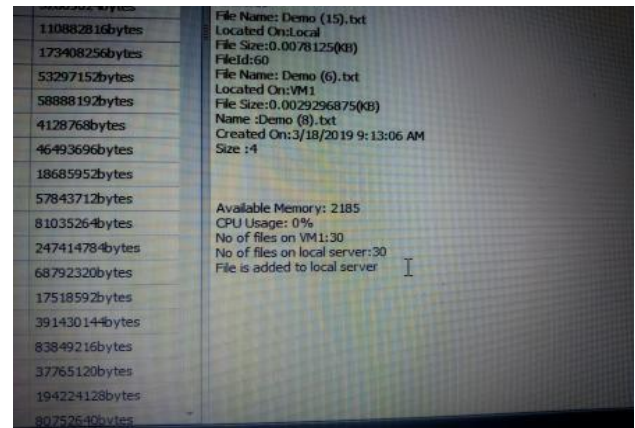 110882816bytes
173408256bytes
53297152bytes
58888192bytes
4128768bytes
46493696bytes
18685952bytes
57843712bytes
81035264bytes
247414784bytes
68792320bytes
17518592bytes
391430144bytes
83849216bytes
37765120bytes
194224128bytes
80752640bytes
File Name: Demo (15).txt
Located On:Local
File Size:0.0078125(KB)
FileId:60
File Name: Demo (6).txt
Located On:VM1
File Size:0.0029296875(KB)
Name :Demo (8).txt
Created On:3/18/2019 9:13:06 AM
Size :4
Available Memory: 2185
CPU Usage: 0%
No of files on VM1:30
No of files on local server:30
File is added to local server